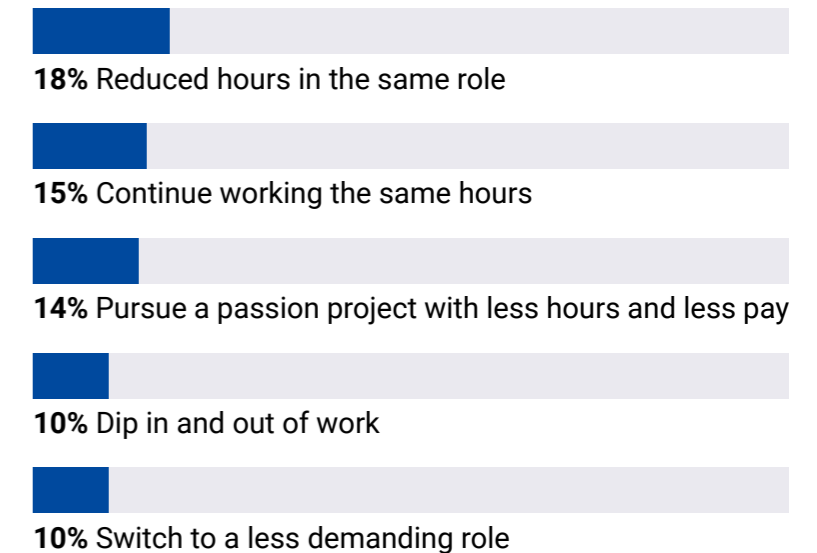 18% Reduced hours in the same role
15% Continue working the same hours
14% Pursue a passion project with less hours and less pay
10% Dip in and out of work
10% Switch to a less demanding role